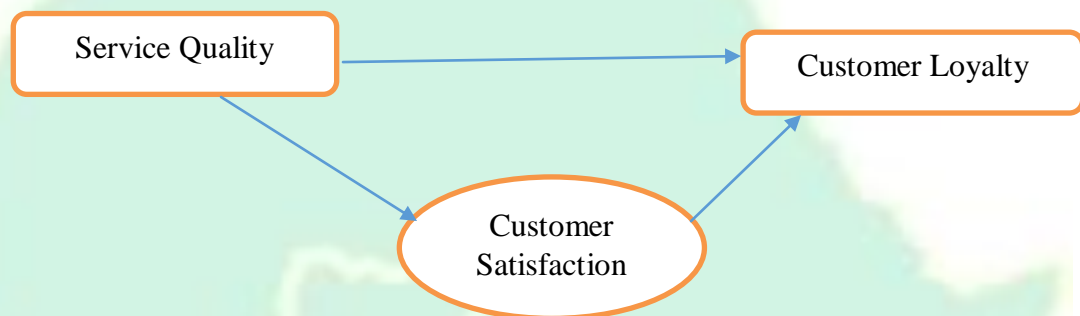 Service Quality
Customer Loyalty
Customer
Satisfaction